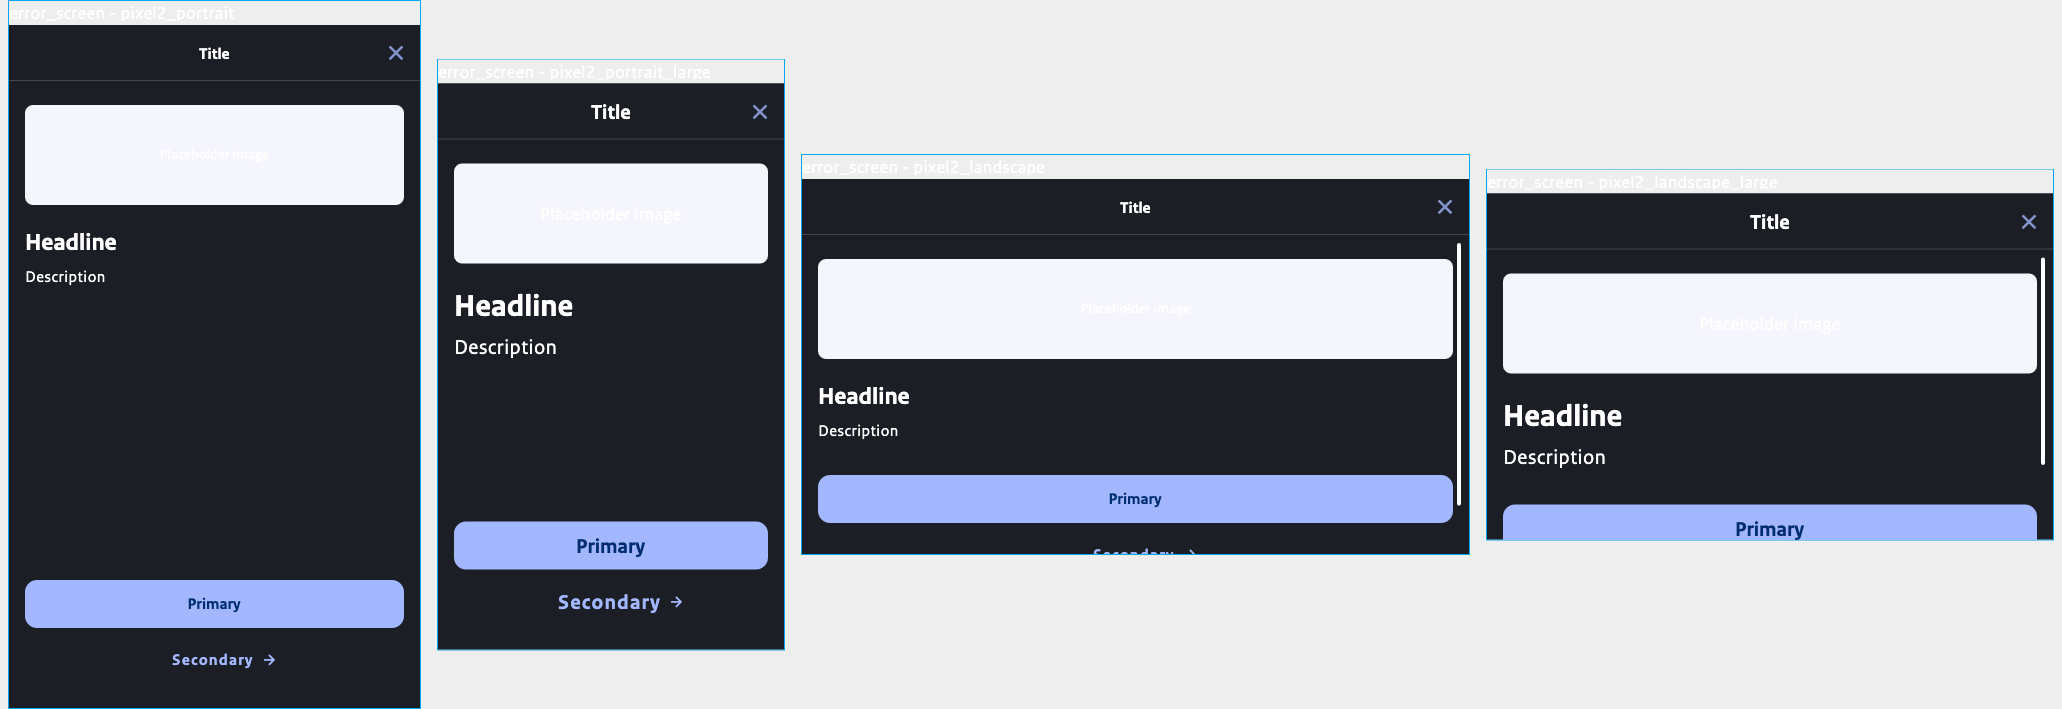 error_screen - pixel2_portrait
Title
Placeholder image
Headline
Description
Primary
Secondary →
error_screen - pixel2_portrait_large
Title
Placeholder image
Headline
Description
Primary
Secondary →
error_screen - pixel2_landscape
Title
Placeholder image
Headline
Description
Primary
Secondary →
error_screen - pixel2_landscape_large
Title
Placeholder image
Headline
Description
Primary